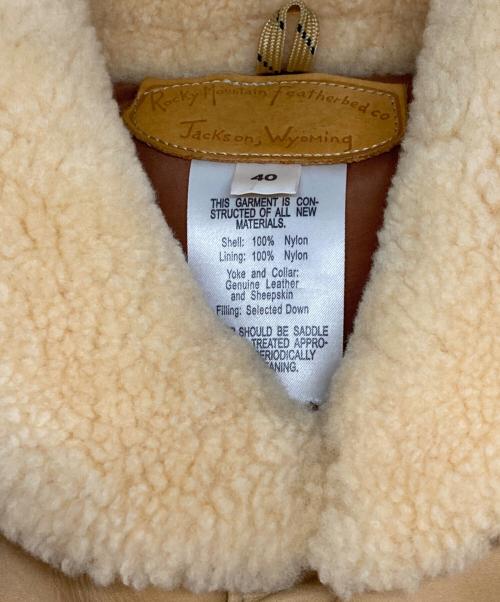 Rocky Mountain Featherbed co
Jackson, Wyoming
40
THIS GARMENT IS CON-
STRUCTED OF ALL NEW
MATERIALS.
Shell: 100% Nylon
Lining: 100% Nylon
Yoke and Collar:
Genuine Leather
and Sheepskin
Filling: Selected Down
SHOULD BE SADDLE
TREATED APPRO-